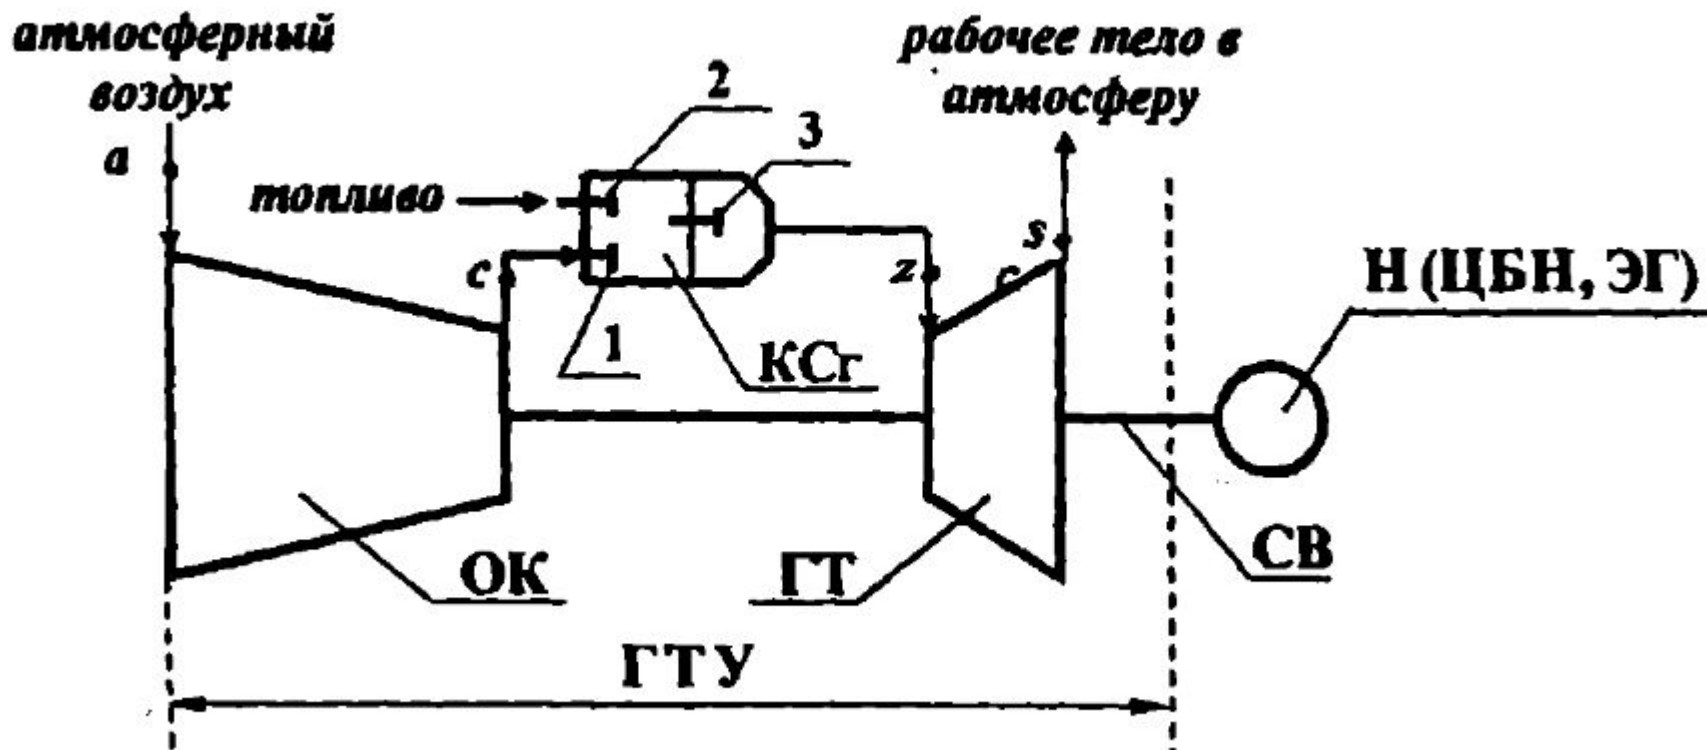 атмосферный
воздух
а
топливо
с
2
3
1
КСг
рабочее тело в
атмосферу
s
z
с
Н (ЦБН, ЭГ)
ОК
ГТ
СВ
ГТУ